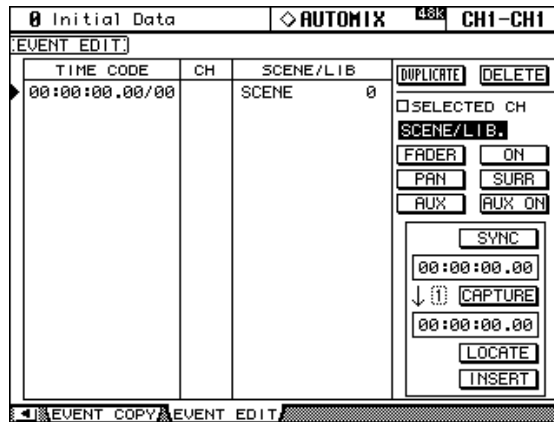 0 Initial Data ◇AUTOMIX 48k CH1-CH1
EVENT EDIT
TIME CODE CH SCENE/LIB
00:00:00.00/00 SCENE 0
DUPLICATE DELETE
SELECTED CH
SCENE/LIB.
FADER ON
PAN SURR
AUX AUX ON
SYNC
00:00:00.00
↓ 1 CAPTURE
00:00:00.00
LOCATE
INSERT
EVENT COPY EVENT EDIT